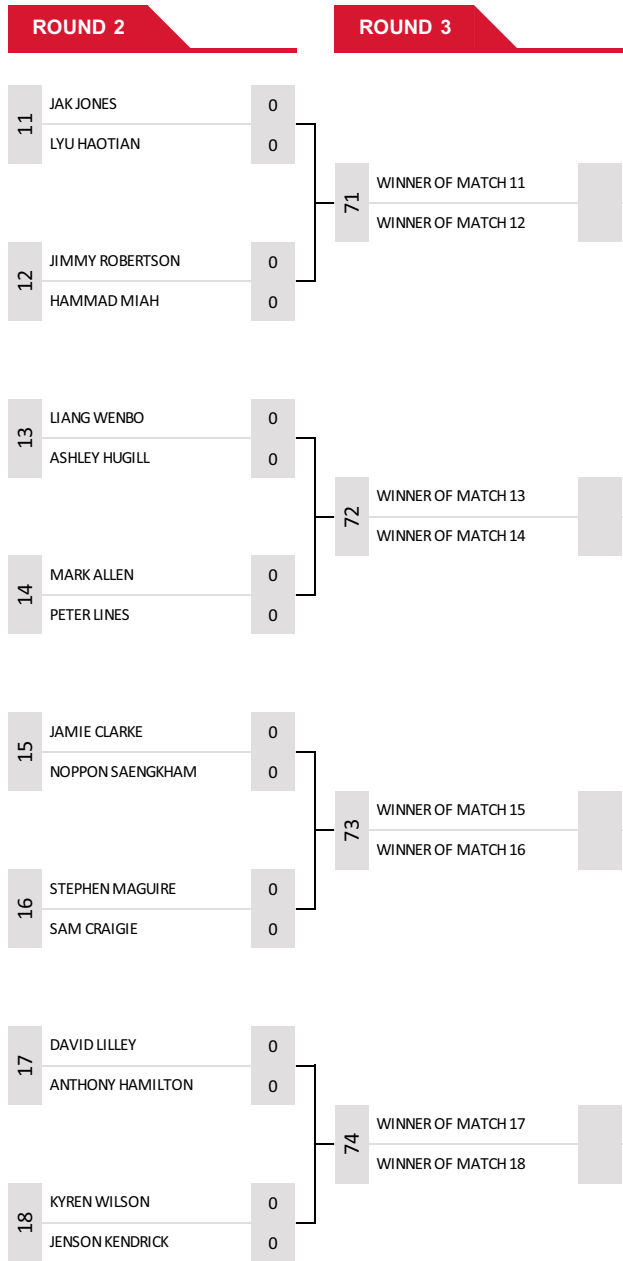 ROUND 2
ROUND 3
11
JAK JONES 0
LYU HAOTIAN 0
71
WINNER OF MATCH 11
WINNER OF MATCH 12
12
JIMMY ROBERTSON 0
HAMMAD MIAH 0
13
LIANG WENBO 0
ASHLEY HUGILL 0
72
WINNER OF MATCH 13
WINNER OF MATCH 14
14
MARK ALLEN 0
PETER LINES 0
15
JAMIE CLARKE 0
NOPPON SAENGKHAM 0
73
WINNER OF MATCH 15
WINNER OF MATCH 16
16
STEPHEN MAGUIRE 0
SAM CRAIGIE 0
17
DAVID LILLEY 0
ANTHONY HAMILTON 0
74
WINNER OF MATCH 17
WINNER OF MATCH 18
18
KYREN WILSON 0
JENSON KENDRICK 0